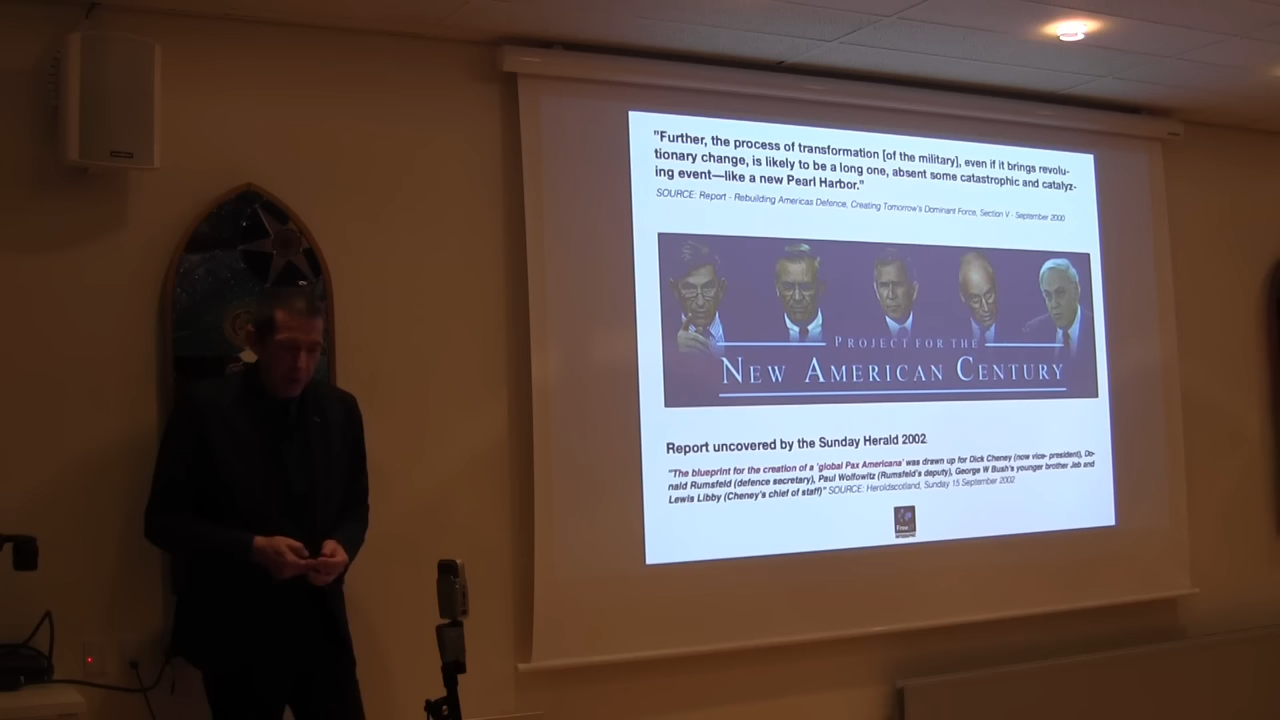 "Further, the process of transformation [of the military], even if it brings revolu-
tionary change, is likely to be a long one, absent some catastrophic and catalyz-
ing event—like a new Pearl Harbor."
SOURCE: Report - Rebuilding Americas Defence, Creating Tomorrow's Dominant Force, Section V - September 2000
PROJECT FOR THE
NEW AMERICAN CENTURY
Report uncovered by the Sunday Herald 2002
"The blueprint for the creation of a 'global Pax Americana' was drawn up for Dick Cheney (now vice- president), Do-
nald Rumsfeld (defence secretary), Paul Wolfowitz (Rumsfeld's deputy), George W Bush's younger brother Jeb and
Lewis Libby (Cheney's chief of staff)" SOURCE: Heroldscotland, Sunday 15 September 2002